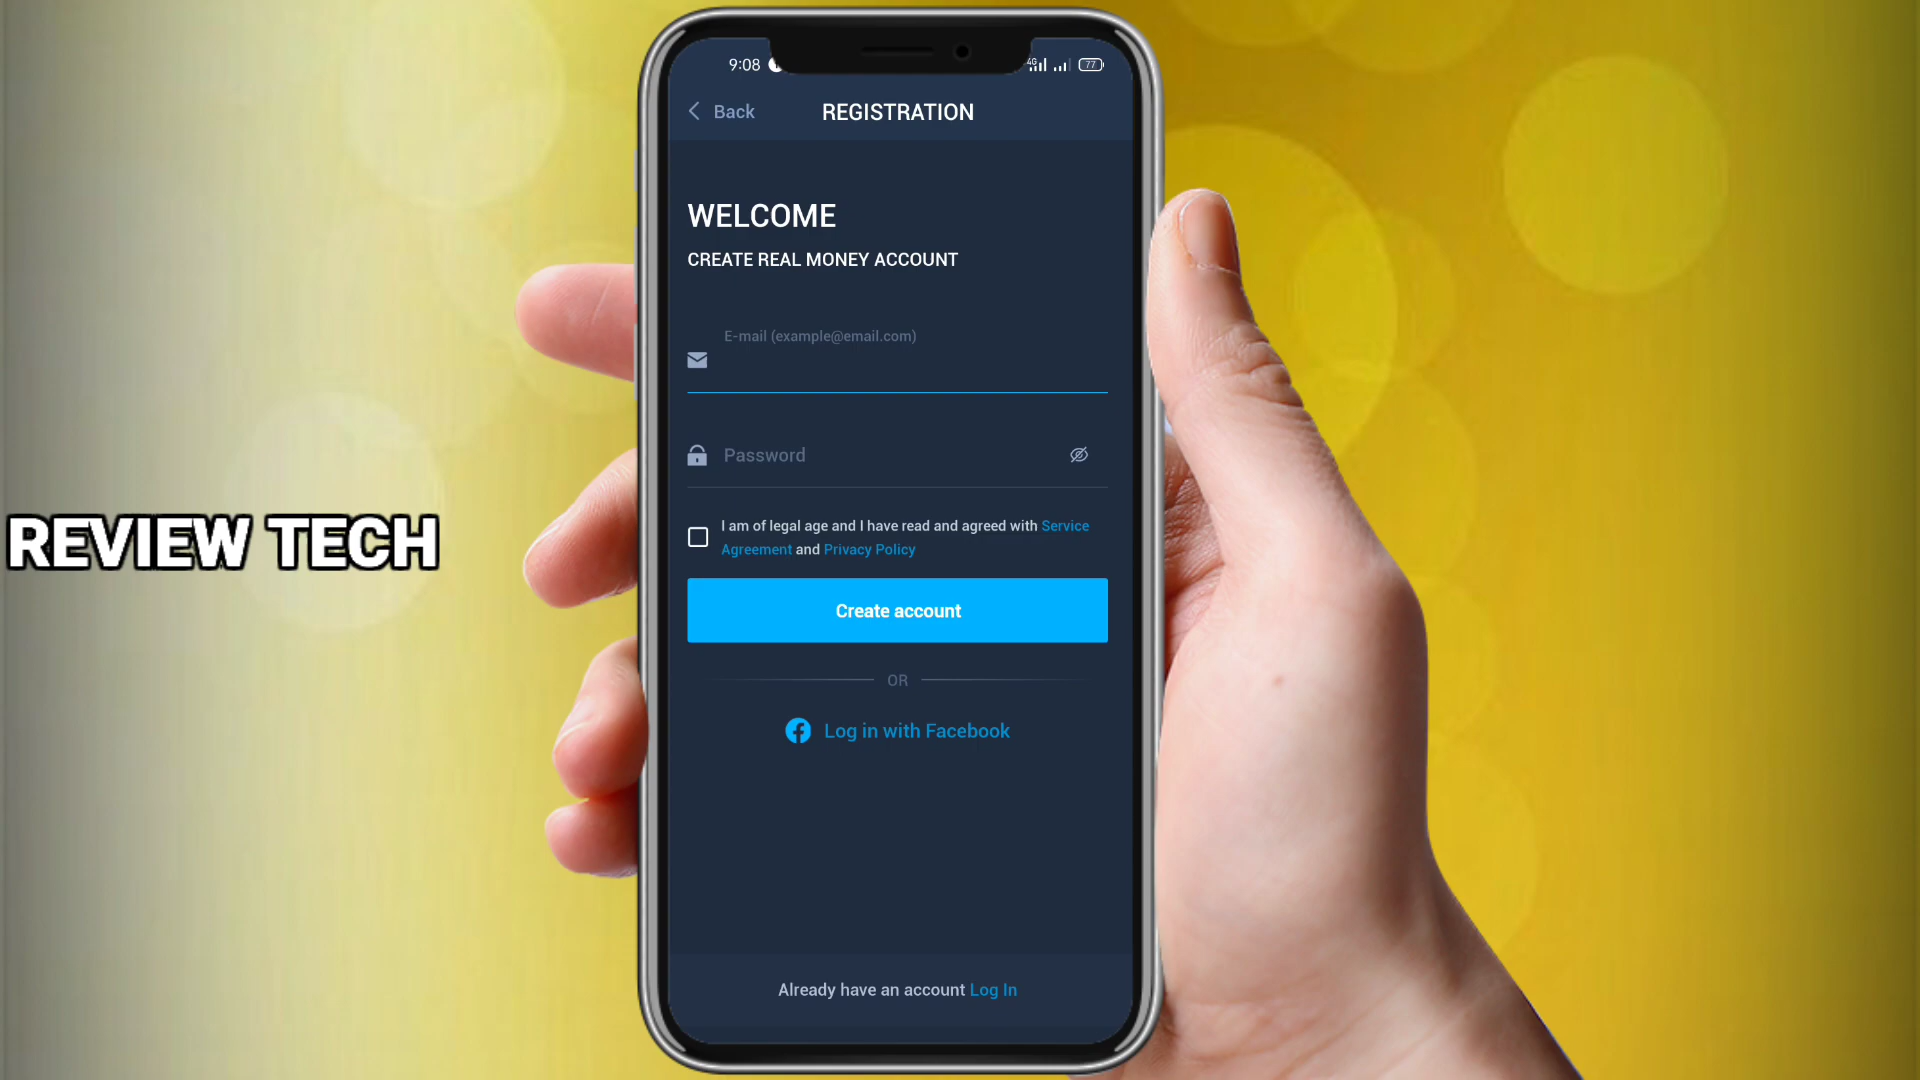 9:08
4G
77
Back
REGISTRATION
WELCOME
CREATE REAL MONEY ACCOUNT
E-mail (example@email.com)
Password
I am of legal age and I have read and agreed with Service
Agreement and Privacy Policy
Create account
OR
Log in with Facebook
Already have an account Log In
REVIEW TECH